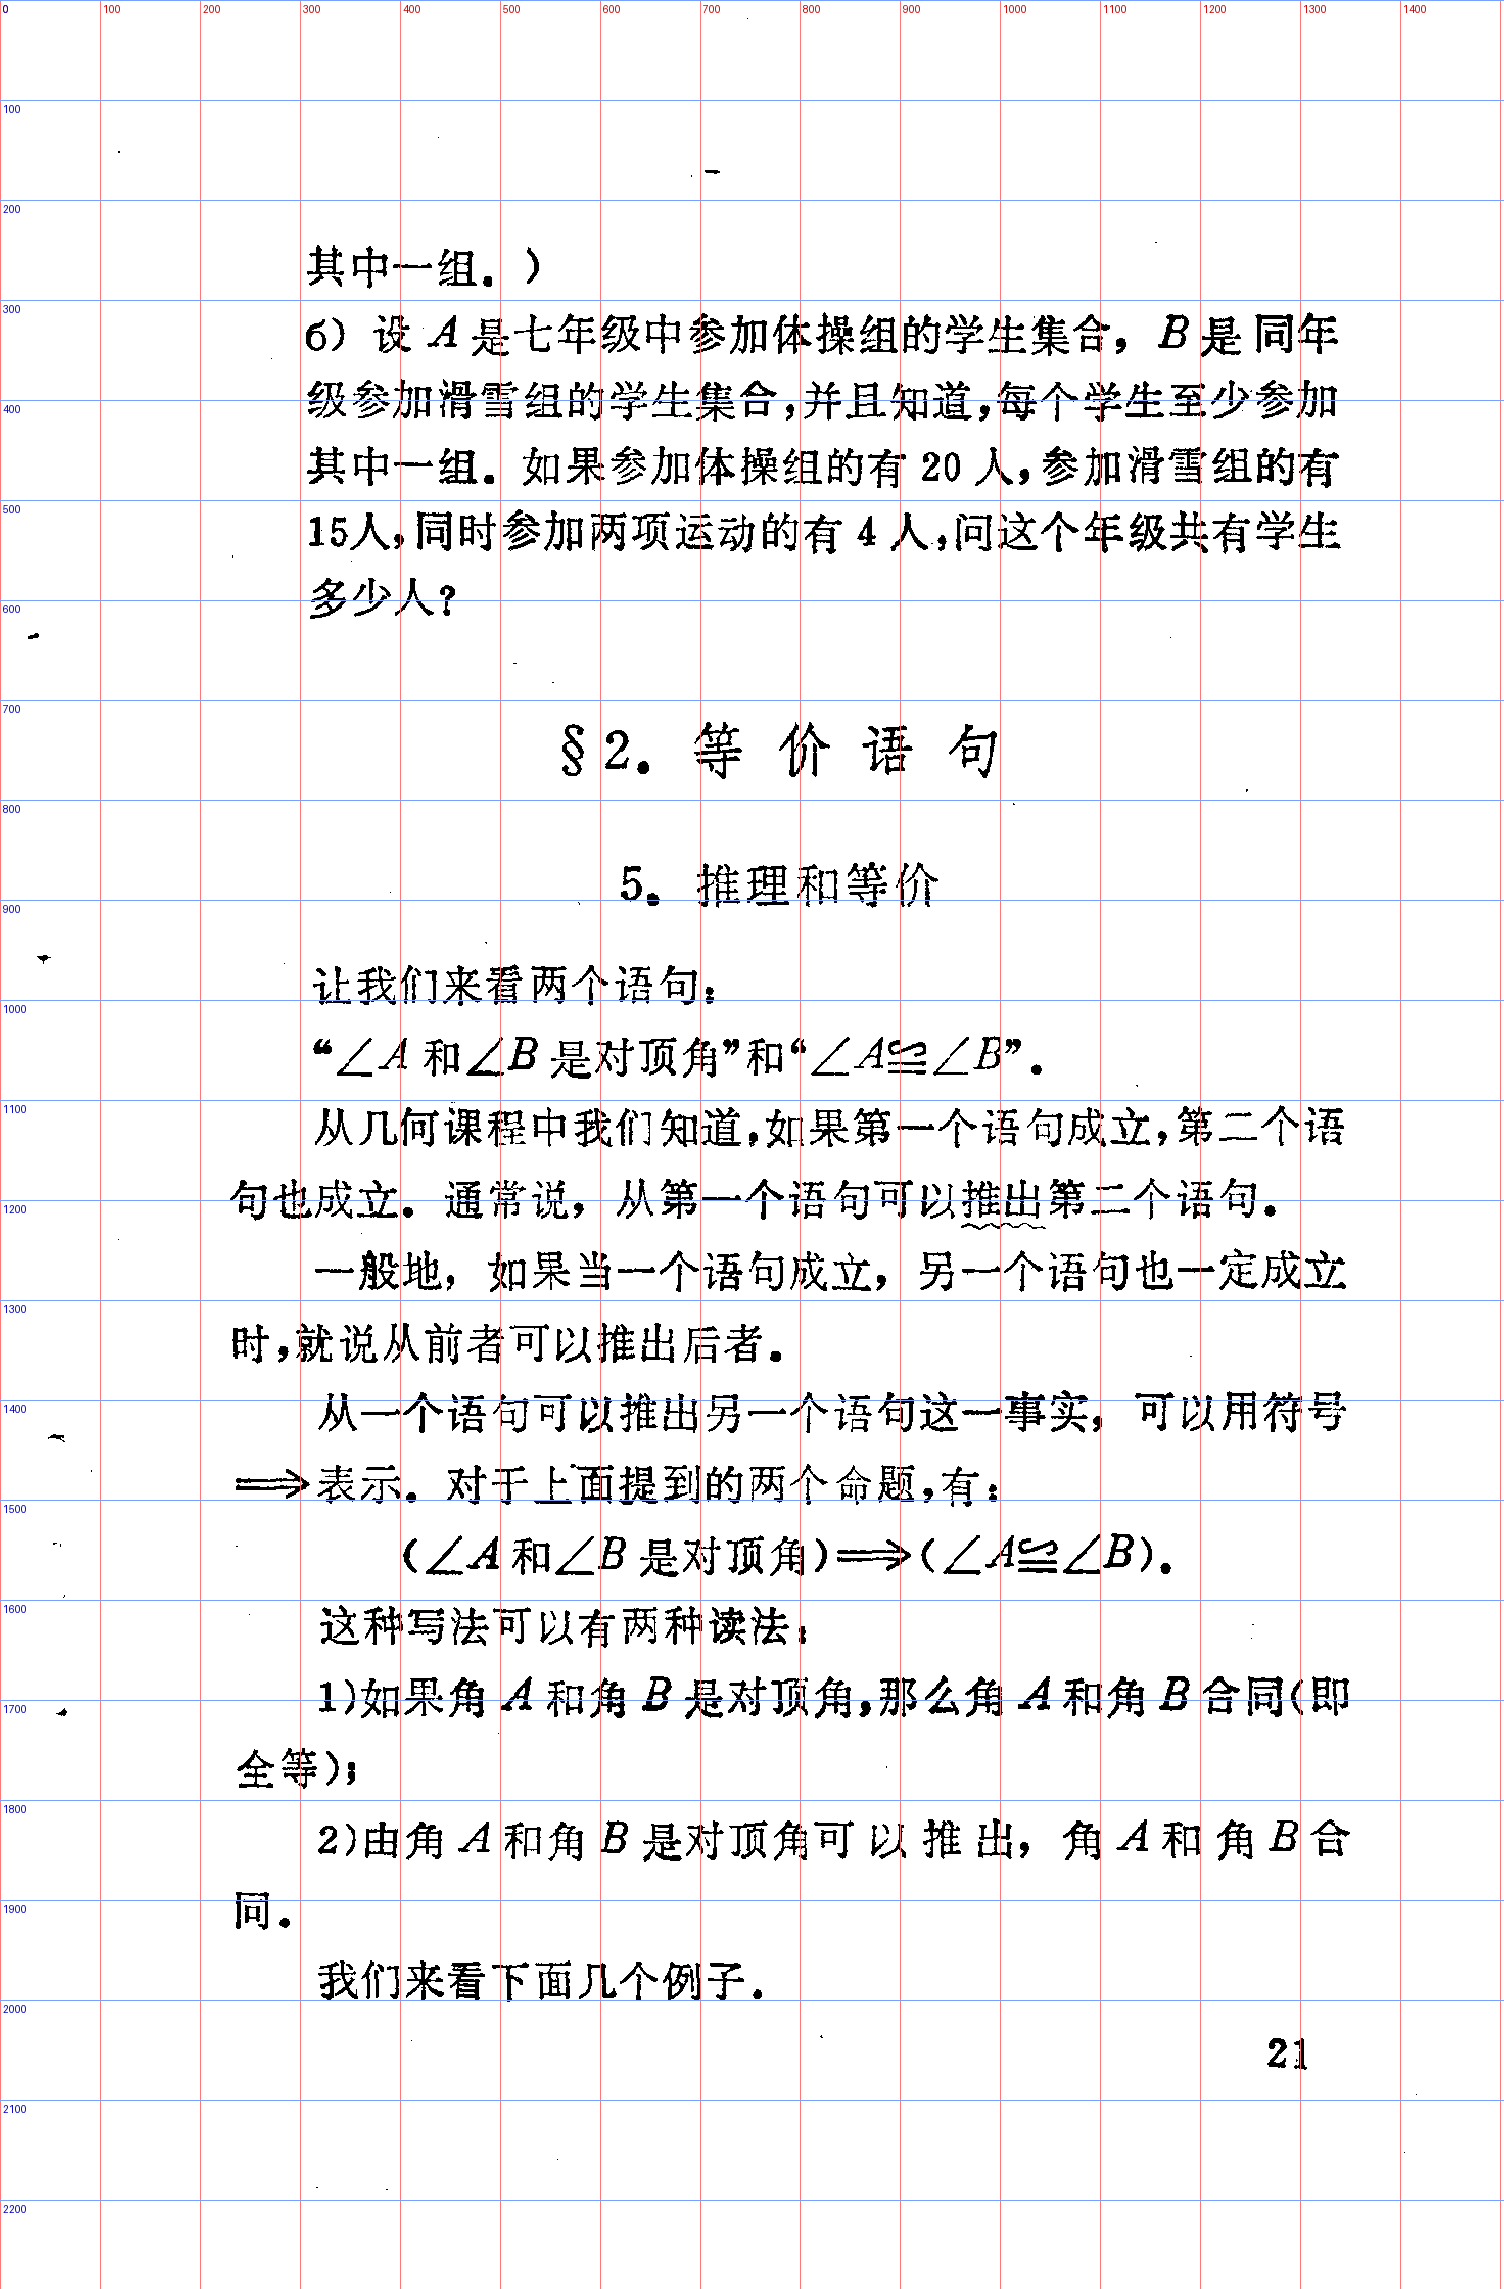 其中一组. )
б) 设 A 是七年级中参加体操组的学生集合, B 是同年
级参加滑雪组的学生集合,并且知道,每个学生至少参加
其中一组. 如果参加体操组的有 20 人,参加滑雪组的有
15人,同时参加两项运动的有 4 人,问这个年级共有学生
多少人?
§2. 等价语句
5. 推理和等价
让我们来看两个语句:
“∠A 和∠B 是对顶角”和“∠A≌∠B”.
从几何课程中我们知道,如果第一个语句成立,第二个语
句也成立. 通常说, 从第一个语句可以推出第二个语句.
一般地, 如果当一个语句成立, 另一个语句也一定成立
时,就说从前者可以推出后者.
从一个语句可以推出另一个语句这一事实, 可以用符号
⟹表示. 对于上面提到的两个命题,有:
(∠A 和∠B 是对顶角)⟹(∠A≌∠B).
这种写法可以有两种读法:
1)如果角 A 和角 B 是对顶角,那么角 A 和角 B 合同(即
全等);
2)由角 A 和角 B 是对顶角可以推出, 角 A 和角 B 合
同.
我们来看下面几个例子.
21